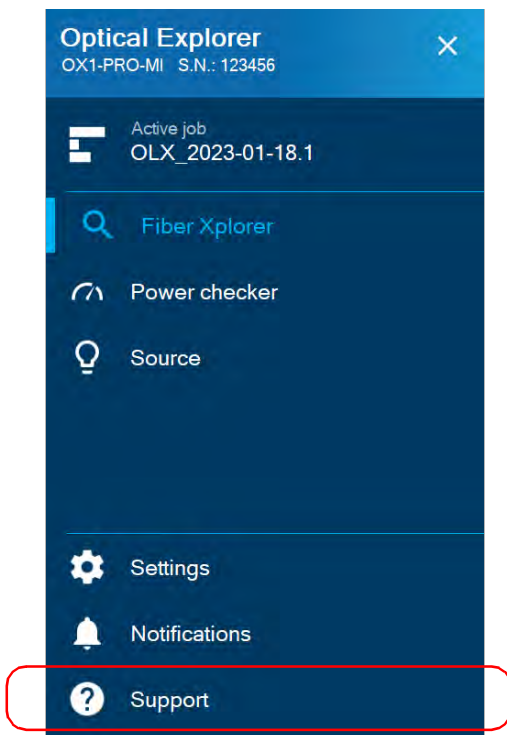 Optical Explorer
OX1-PRO-MI S.N.: 123456
Active job
OLX_2023-01-18.1
Fiber Xplorer
Power checker
Source
Settings
Notifications
Support